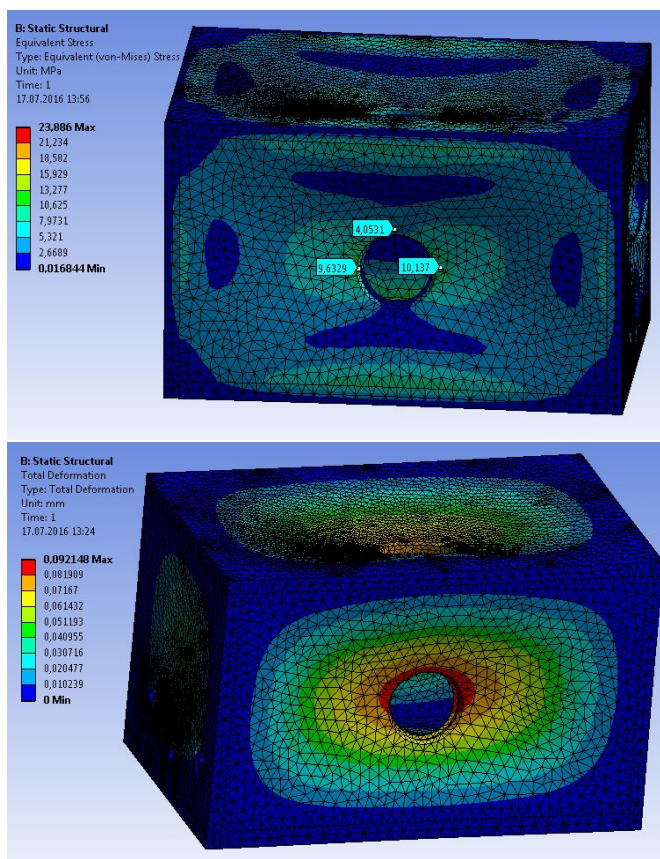 B: Static Structural
Equivalent Stress
Type: Equivalent (von-Mises) Stress
Unit: MPa
Time: 1
17.07.2016 13:56
23,886 Max
21,234
18,582
15,929
13,277
10,625
7,9731
5,321
2,6689
0,016844 Min
4,0531
9,6329
10,137
B: Static Structural
Total Deformation
Type: Total Deformation
Unit: mm
Time: 1
17.07.2016 13:24
0,092148 Max
0,081909
0,07167
0,061432
0,051193
0,040955
0,030716
0,020477
0,010239
0 Min